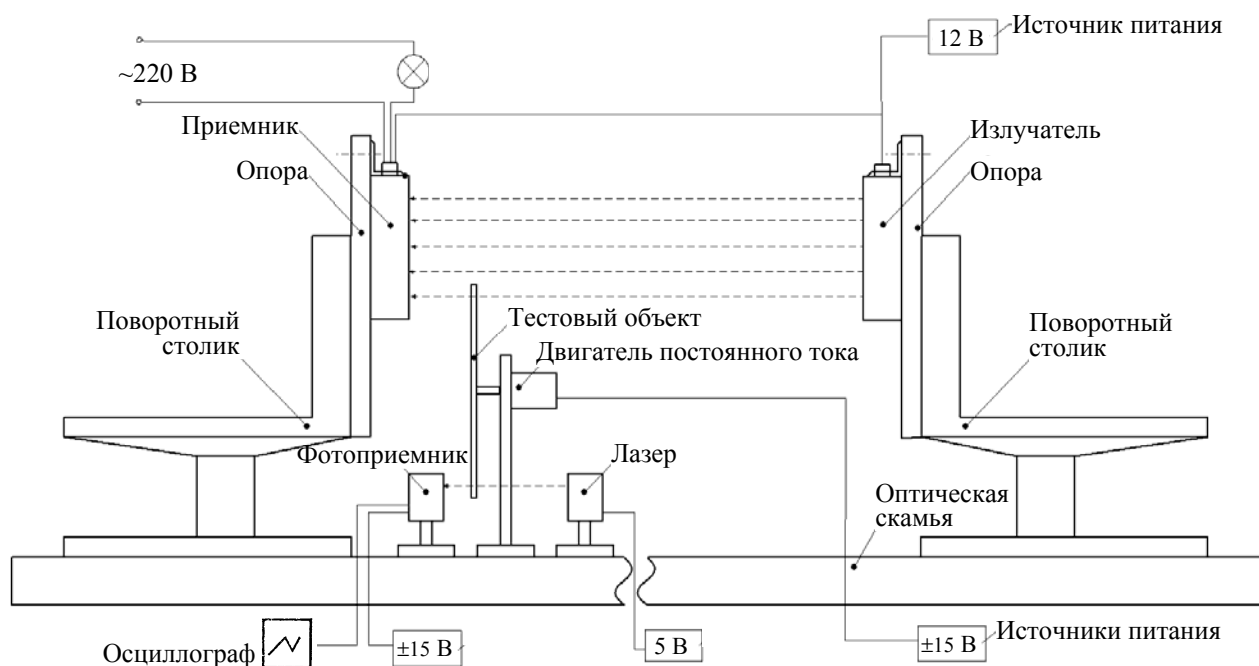 12 В
Источник питания
~220 В
Приемник
Излучатель
Опора
Опора
Тестовый объект
Поворотный
столик
Двигатель постоянного тока
Поворотный
столик
Фотоприемник
Лазер
Оптическая
скамья
Осциллограф
±15 В
5 В
±15 В
Источники питания